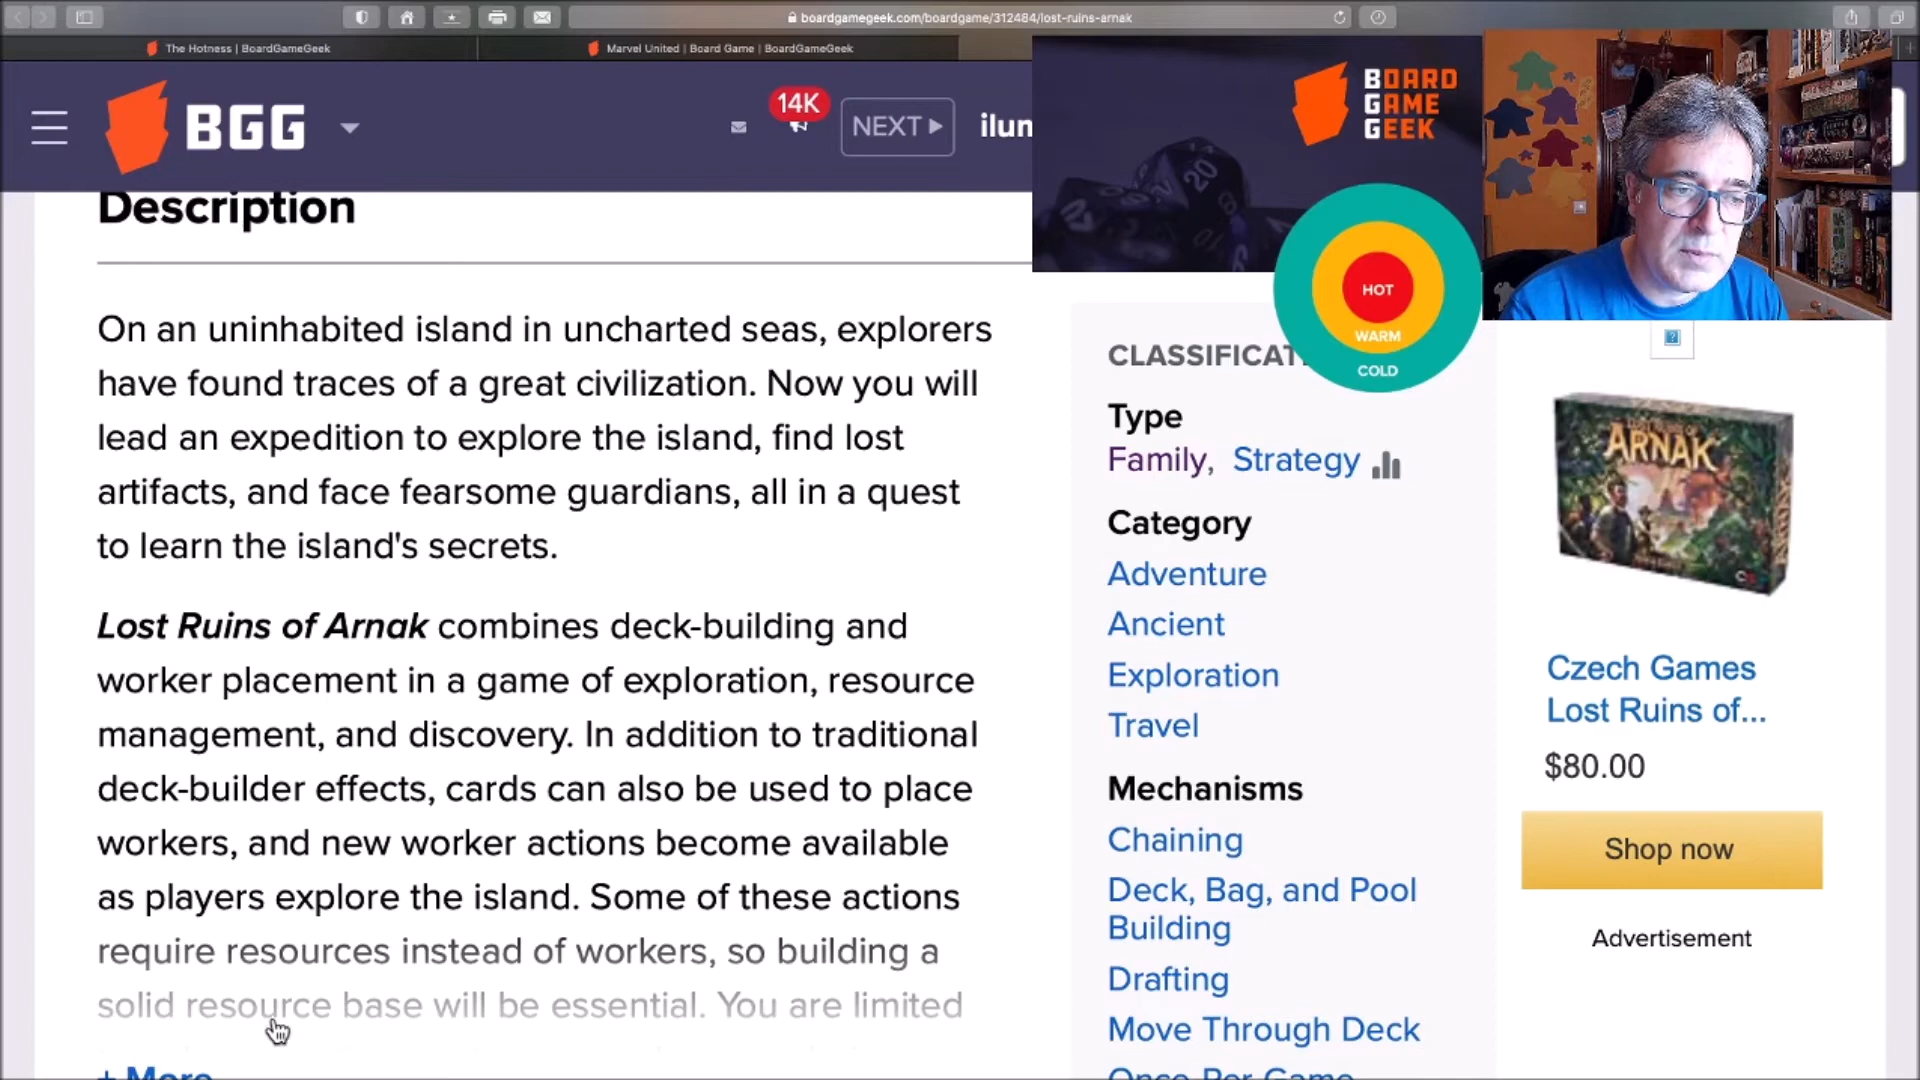 boardgamegeek.com/boardgame/312484/lost-ruins-arnak
The Hotness | BoardGameGeek
Marvel United | Board Game | BoardGameGeek
BGG
14K
NEXT
ilun
BOARD
GAME
GEEK
HOT
WARM
COLD
Description
On an uninhabited island in uncharted seas, explorers
have found traces of a great civilization. Now you will
lead an expedition to explore the island, find lost
artifacts, and face fearsome guardians, all in a quest
to learn the island's secrets.
Lost Ruins of Arnak combines deck-building and
worker placement in a game of exploration, resource
management, and discovery. In addition to traditional
deck-builder effects, cards can also be used to place
workers, and new worker actions become available
as players explore the island. Some of these actions
require resources instead of workers, so building a
solid resource base will be essential. You are limited
+ More
CLASSIFICAT
Type
Family, Strategy
Category
Adventure
Ancient
Exploration
Travel
Mechanisms
Chaining
Deck, Bag, and Pool
Building
Drafting
Move Through Deck
Once-Per-Game
ARNAK
Czech Games
Lost Ruins of...
$80.00
Shop now
Advertisement
20